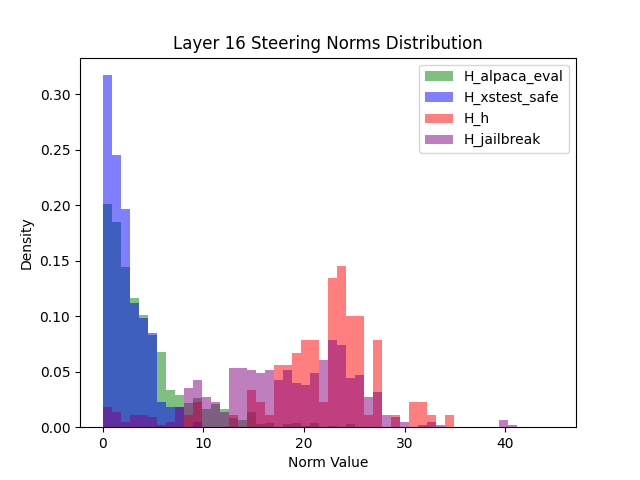 Layer 16 Steering Norms Distribution
H_alpaca_eval
H_xstest_safe
H_h
H_jailbreak
0.30
0.25
0.20
0.15
0.10
0.05
0.00
Density
0 10 20 30 40
Norm Value